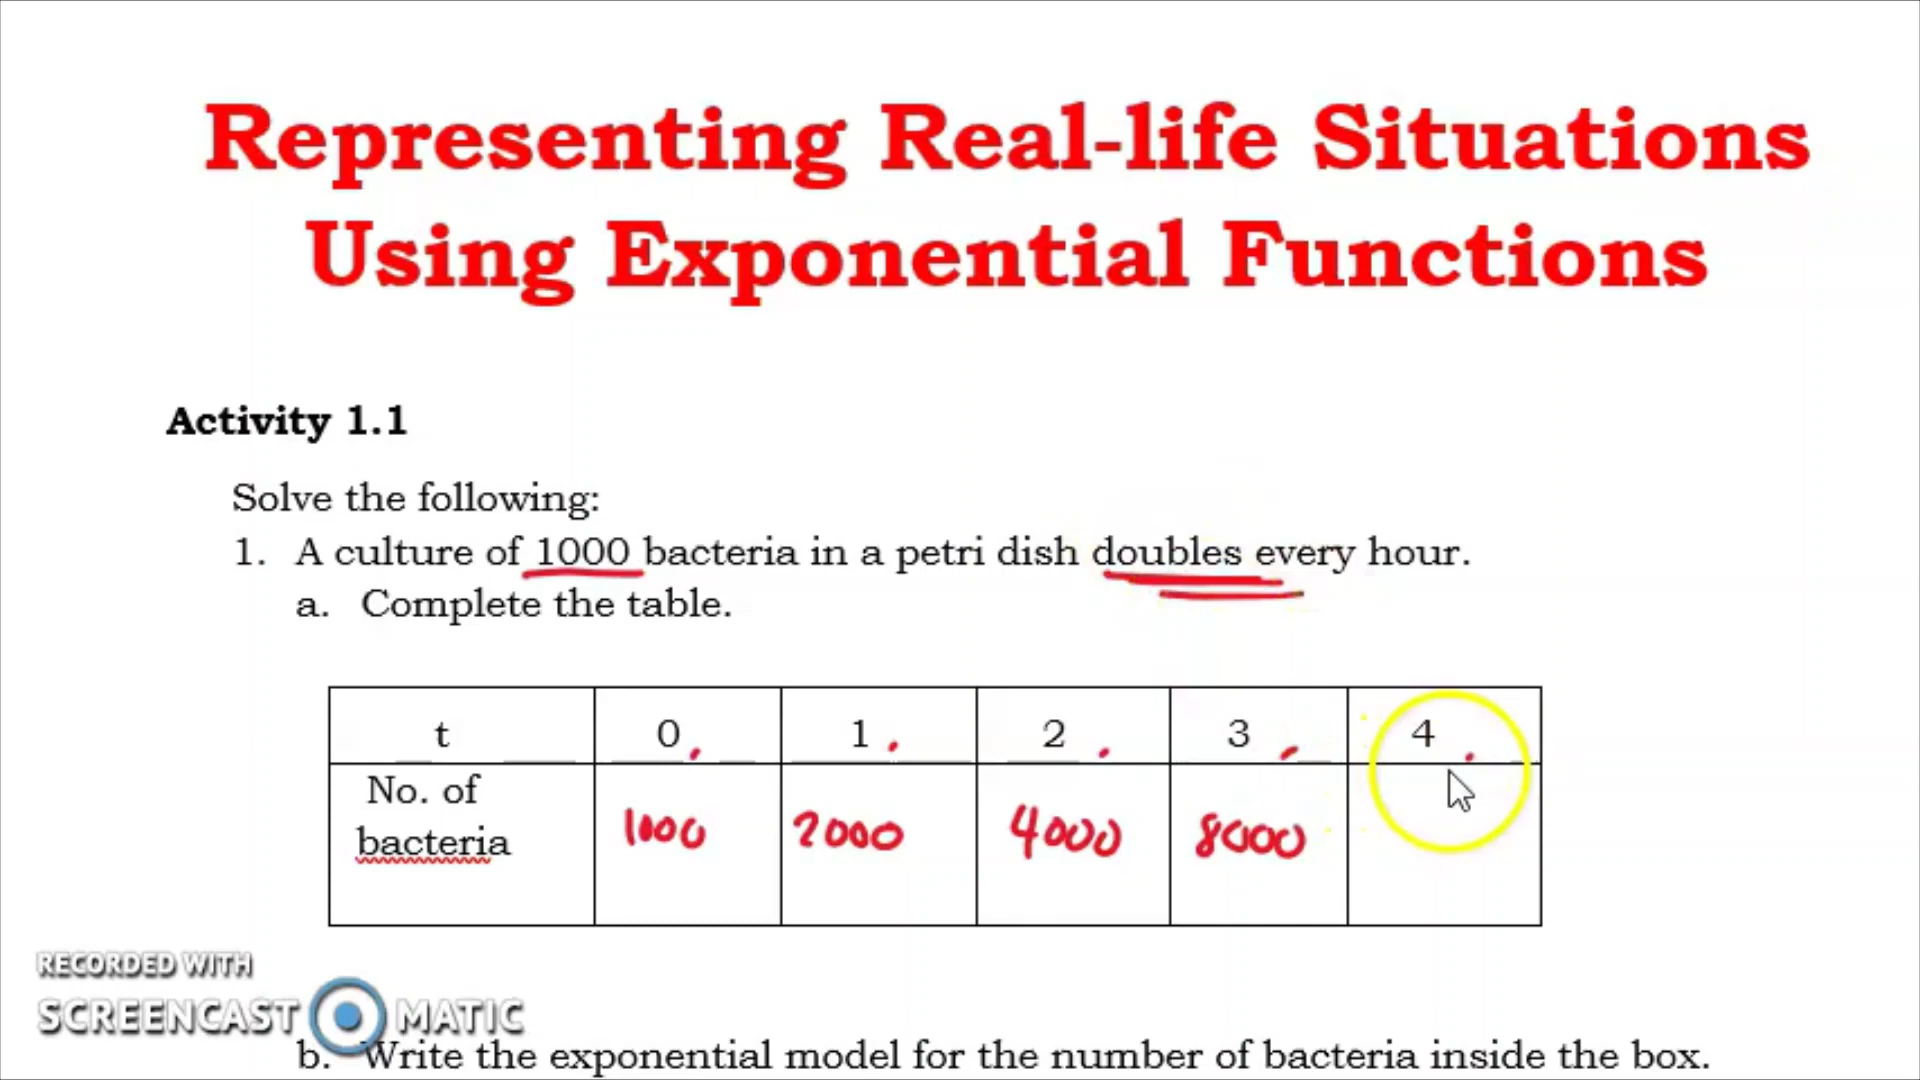 Representing Real-life Situations
Using Exponential Functions
Activity 1.1
Solve the following:
1. A culture of 1000 bacteria in a petri dish doubles every hour.
a. Complete the table.
t 0 1 2 3 4
No. of
bacteria 1000 2000 4000 8000
RECORDED WITH
SCREENCAST MATIC
b. Write the exponential model for the number of bacteria inside the box.